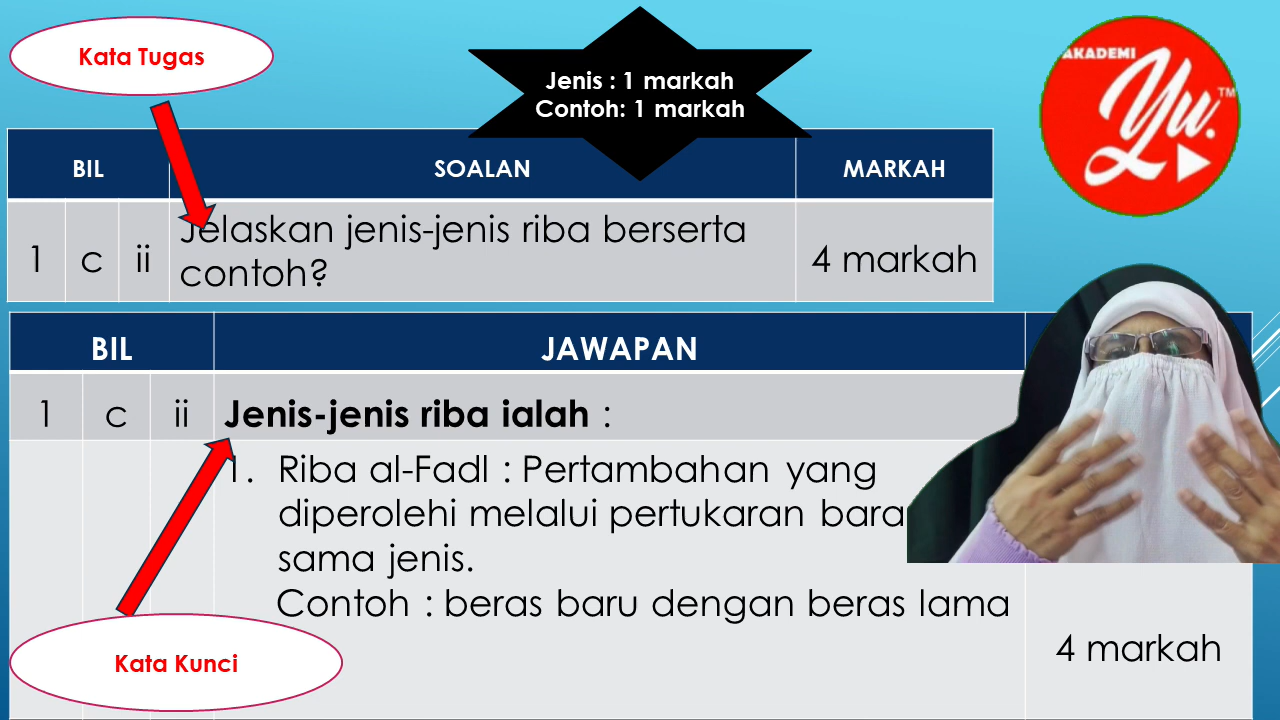 Kata Tugas
Jenis : 1 markah
Contoh: 1 markah
AKADEMI
Yu.
TM
BIL SOALAN MARKAH
1 c ii Jelaskan jenis-jenis riba berserta
contoh? 4 markah
BIL JAWAPAN
1 c ii Jenis-jenis riba ialah :
1. Riba al-Fadl : Pertambahan yang
diperolehi melalui pertukaran
sama jenis.
Contoh : beras baru dengan beras lama
4 markah
Kata Kunci